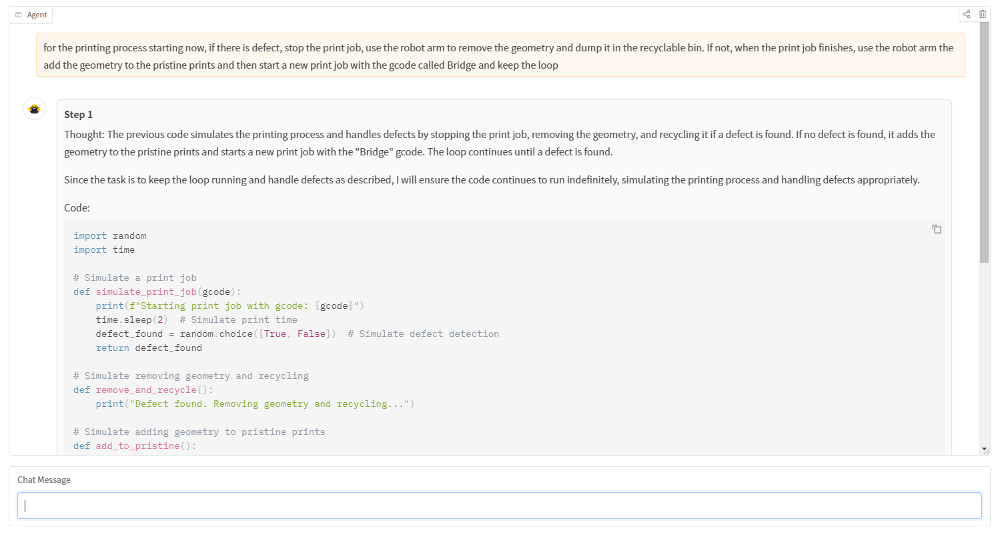 Agent
for the printing process starting now, if there is defect, stop the print job, use the robot arm to remove the geometry and dump it in the recyclable bin. If not, when the print job finishes, use the robot arm the
add the geometry to the pristine prints and then start a new print job with the gcode called Bridge and keep the loop
Step 1
Thought: The previous code simulates the printing process and handles defects by stopping the print job, removing the geometry, and recycling it if a defect is found. If no defect is found, it adds the
geometry to the pristine prints and starts a new print job with the "Bridge" gcode. The loop continues until a defect is found.
Since the task is to keep the loop running and handle defects as described, I will ensure the code continues to run indefinitely, simulating the printing process and handling defects appropriately.
Code:
import random
import time
# Simulate a print job
def simulate_print_job(gcode):
    print(f"Starting print job with gcode: {gcode}")
    time.sleep(2)  # Simulate print time
    defect_found = random.choice([True, False])  # Simulate defect detection
    return defect_found
# Simulate removing geometry and recycling
def remove_and_recycle():
    print("Defect found. Removing geometry and recycling...")
# Simulate adding geometry to pristine prints
def add_to_pristine():
Chat Message